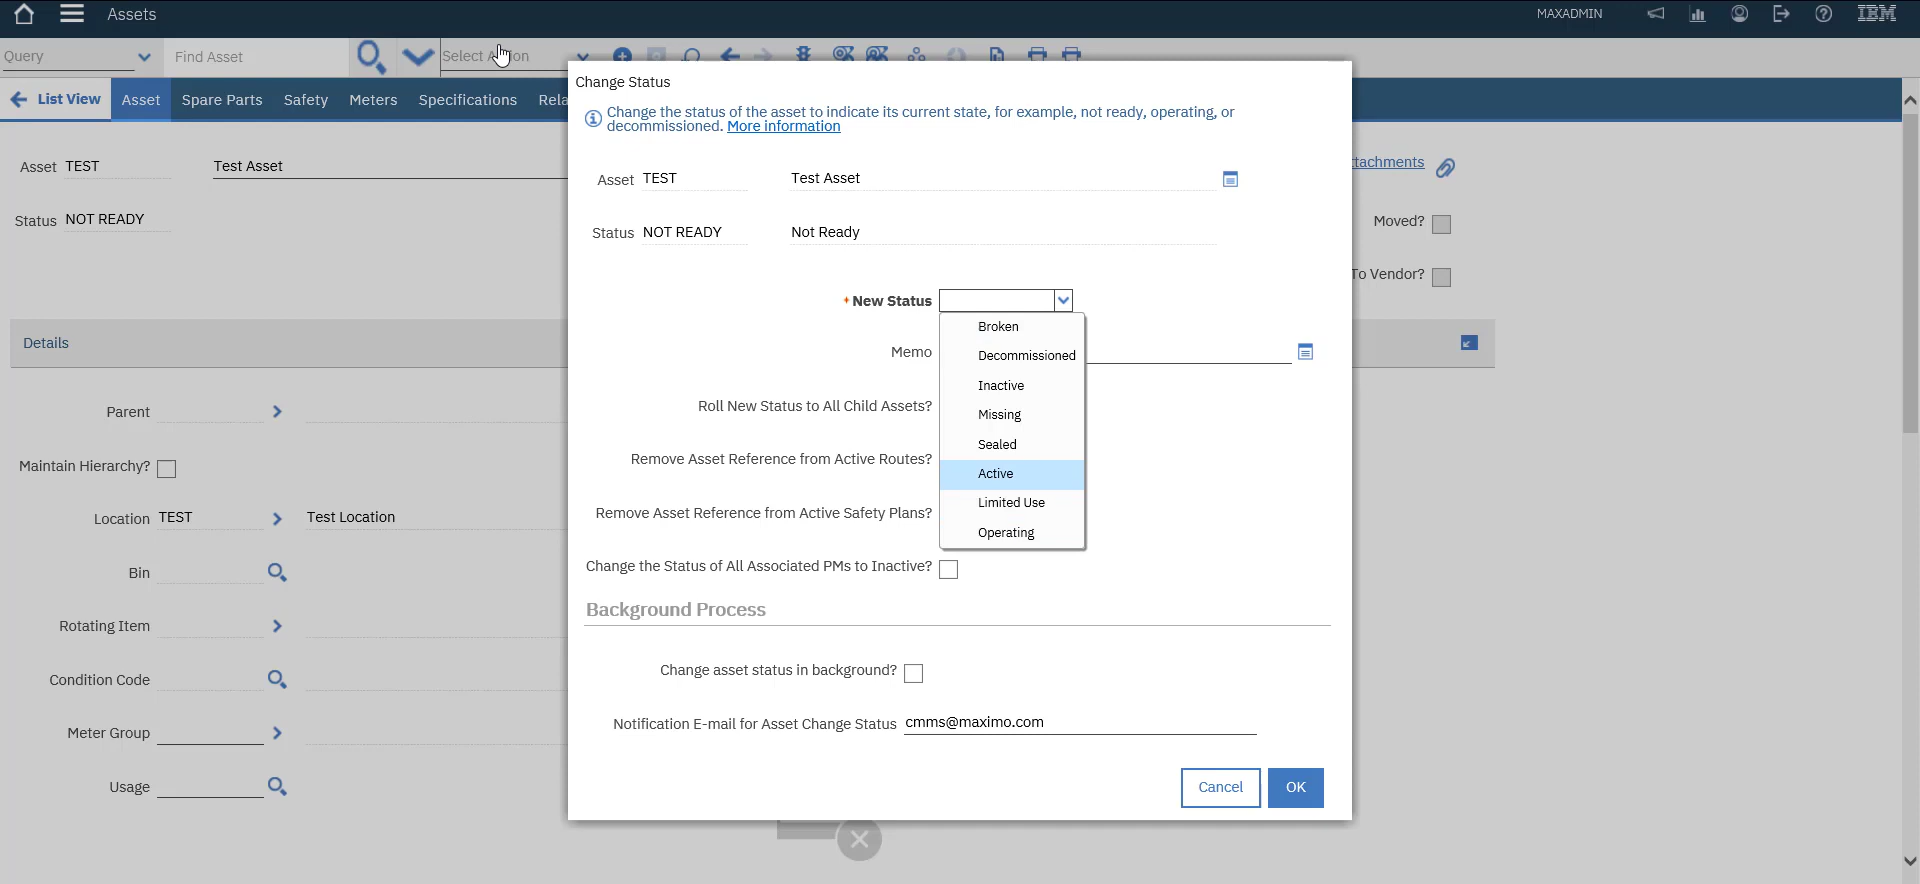 Assets
MAXADMIN
IBM
Query
Find Asset
Select Action
List View
Asset
Spare Parts
Safety
Meters
Specifications
Rela
Asset TEST
Test Asset
Status NOT READY
Details
Parent
Maintain Hierarchy?
Location TEST
Test Location
Bin
Rotating Item
Condition Code
Meter Group
Usage
Change Status
Change the status of the asset to indicate its current state, for example, not ready, operating, or
decommissioned. More information
Asset TEST
Test Asset
Status NOT READY
Not Ready
* New Status
Broken
Decommissioned
Inactive
Missing
Sealed
Active
Limited Use
Operating
Memo
Roll New Status to All Child Assets?
Remove Asset Reference from Active Routes?
Remove Asset Reference from Active Safety Plans?
Change the Status of All Associated PMs to Inactive?
Background Process
Change asset status in background?
Notification E-mail for Asset Change Status cmms@maximo.com
Cancel
OK
ttachments
Moved?
To Vendor?